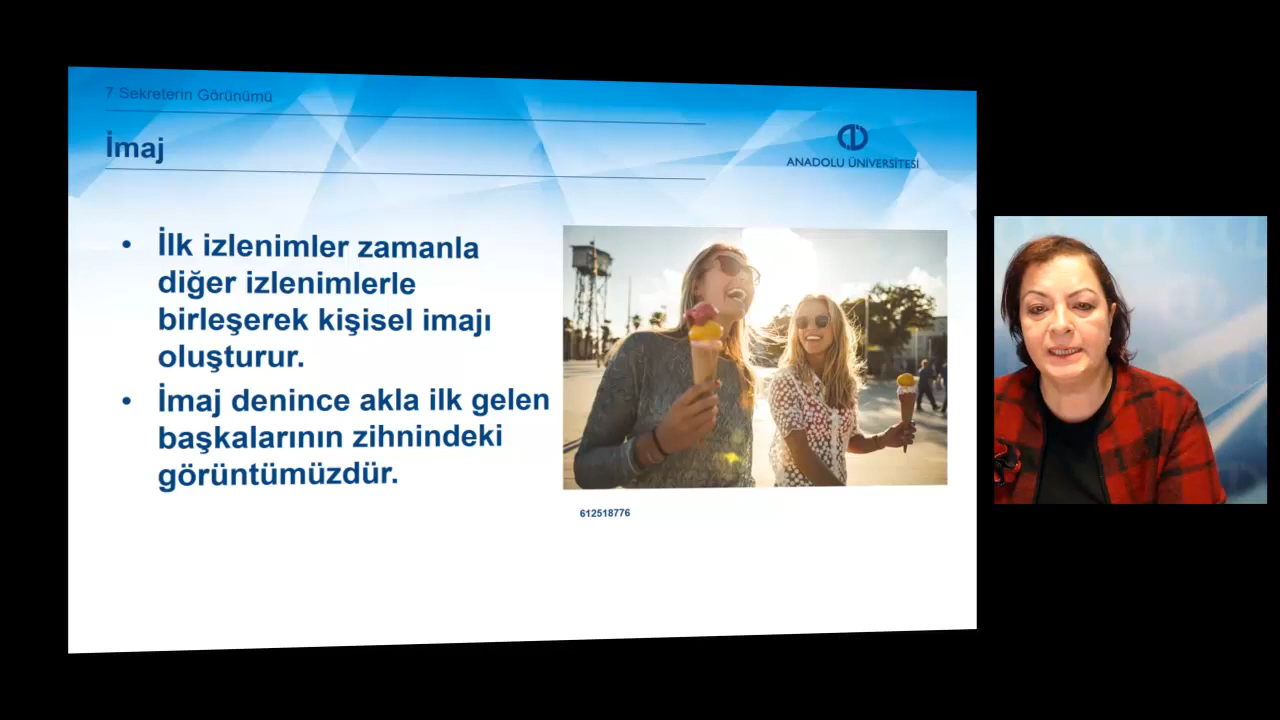 7 Sekreterin Görünümü
İmaj
ANADOLU ÜNİVERSİTESİ
• İlk izlenimler zamanla
diğer izlenimlerle
birleşerek kişisel imajı
oluşturur.
• İmaj denince akla ilk gelen
başkalarının zihnindeki
görüntümüzdür.
612518776